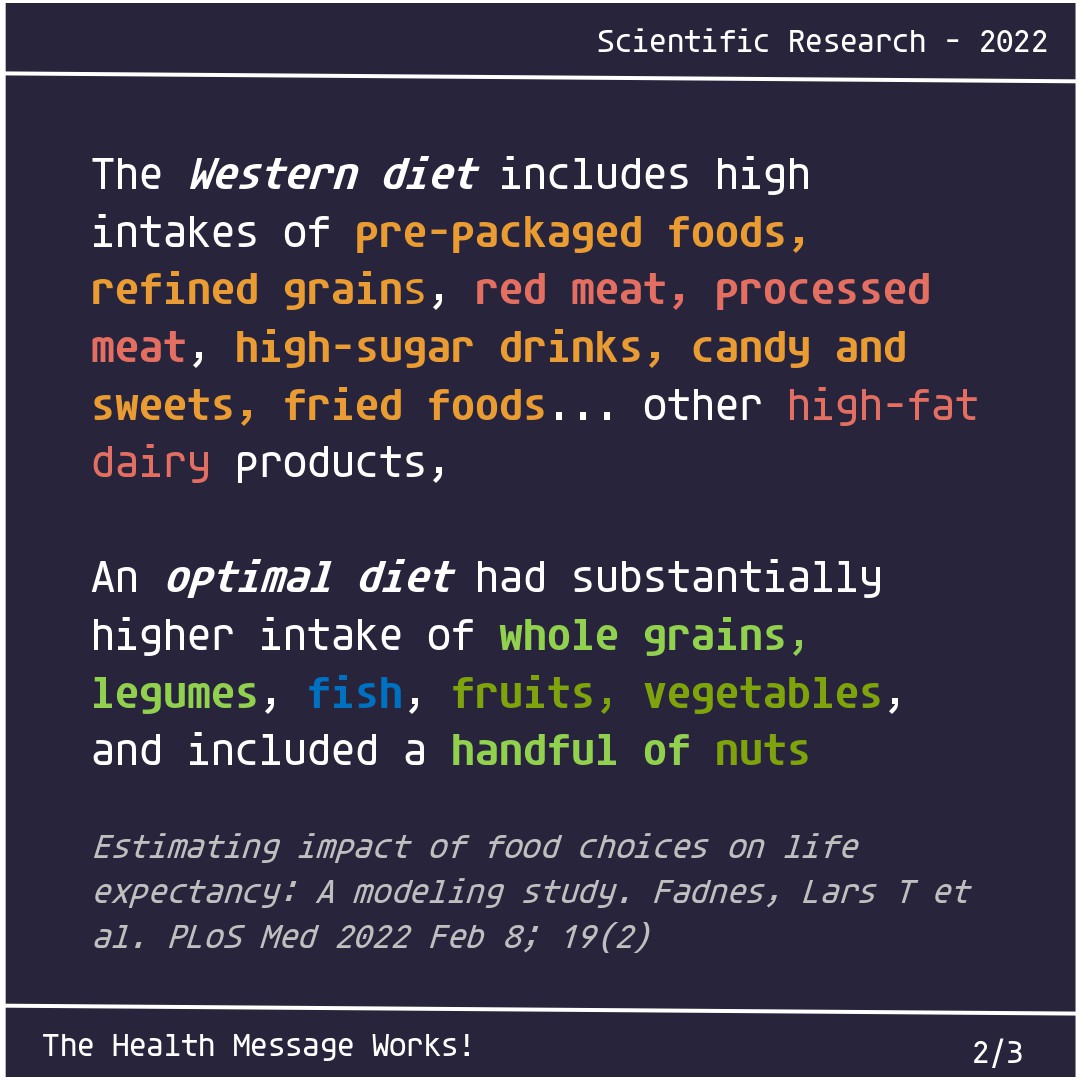 Scientific Research - 2022
The Western diet includes high
intakes of pre-packaged foods,
refined grains, red meat, processed
meat, high-sugar drinks, candy and
sweets, fried foods... other high-fat
dairy products,
An optimal diet had substantially
higher intake of whole grains,
legumes, fish, fruits, vegetables,
and included a handful of nuts
Estimating impact of food choices on life
expectancy: A modeling study. Fadnes, Lars T et
al. PLoS Med 2022 Feb 8; 19(2)
The Health Message Works!
2/3